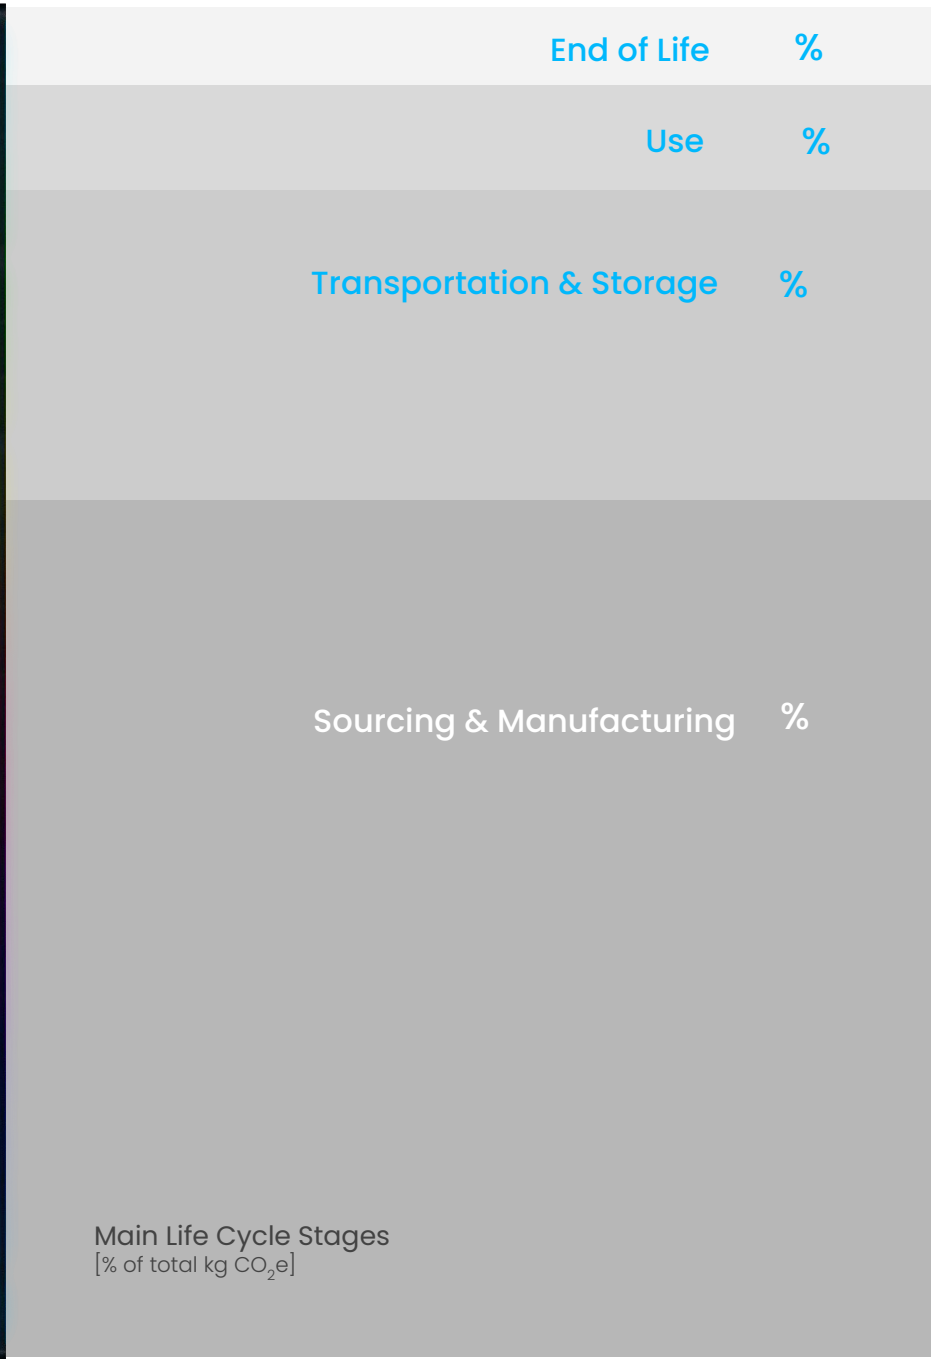 End of Life %
Use %
Transportation & Storage %
Sourcing & Manufacturing %
Main Life Cycle Stages
[% of total kg CO₂e]